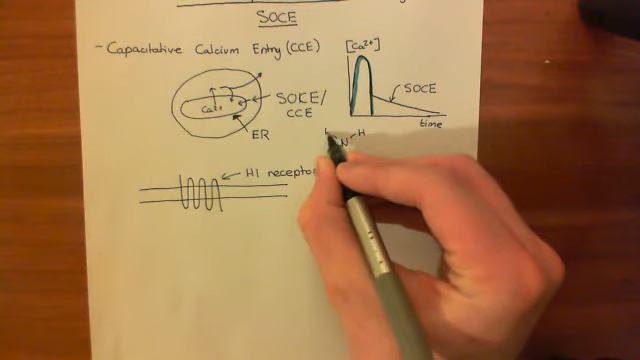 SOCE
- Capacitative Calcium Entry (CCE)
[Ca²⁺]
SOCE
Ca²⁺
SOCE/
CCE
ER
time
H
N
H1 receptor